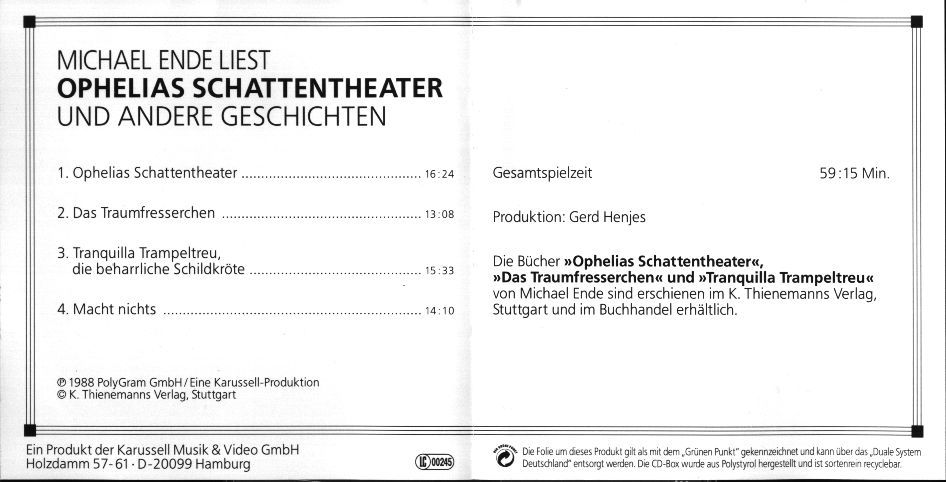 MICHAEL ENDE LIEST
OPHELIAS SCHATTENTHEATER
UND ANDERE GESCHICHTEN
1. Ophelias Schattentheater ............................................ 16:24
2. Das Traumfresserchen ................................................. 13:08
3. Tranquilla Trampeltreu,
die beharrliche Schildkröte .......................................... 15:33
4. Macht nichts ............................................................... 14:10
℗ 1988 PolyGram GmbH/Eine Karussell-Produktion
© K. Thienemanns Verlag, Stuttgart
Gesamtspielzeit 59:15 Min.
Produktion: Gerd Henjes
Die Bücher »Ophelias Schattentheater«,
»Das Traumfresserchen« und »Tranquilla Trampeltreu«
von Michael Ende sind erschienen im K. Thienemanns Verlag,
Stuttgart und im Buchhandel erhältlich.
Ein Produkt der Karussell Musik & Video GmbH
Holzdamm 57-61 · D-20099 Hamburg
LC 00245
Die Folie um dieses Produkt gilt als mit dem „Grünen Punkt" gekennzeichnet und kann über das „Duale System
Deutschland" entsorgt werden. Die CD-Box wurde aus Polystyrol hergestellt und ist sortenrein recyclebar.